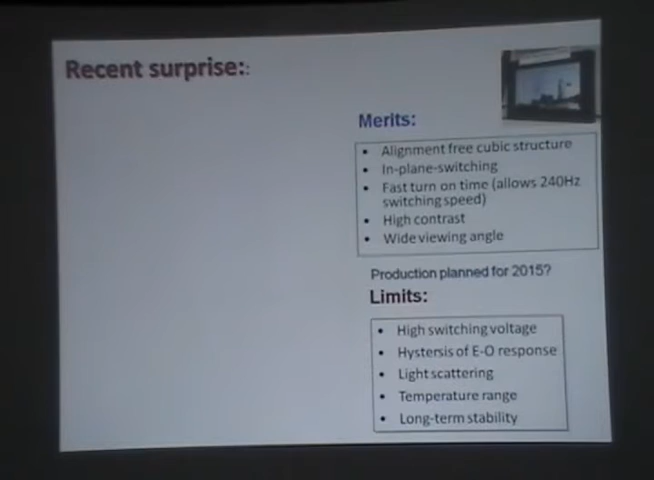 Recent surprise::
Merits:
• Alignment free cubic structure
• In-plane-switching
• Fast turn on time (allows 240Hz
switching speed)
• High contrast
• Wide viewing angle
Production planned for 2015?
Limits:
• High switching voltage
• Hystersis of E-O response
• Light scattering
• Temperature range
• Long-term stability